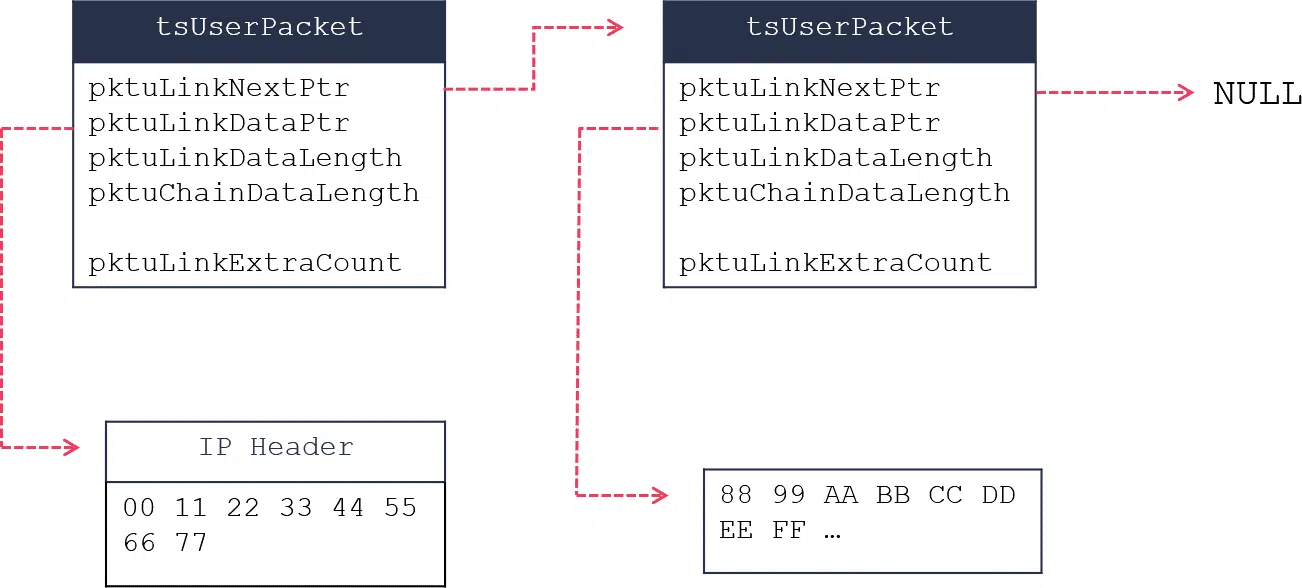 tsUserPacket
pktuLinkNextPtr
pktuLinkDataPtr
pktuLinkDataLength
pktuChainDataLength
pktuLinkExtraCount
tsUserPacket
pktuLinkNextPtr
pktuLinkDataPtr
pktuLinkDataLength
pktuChainDataLength
pktuLinkExtraCount
NULL
IP Header
00 11 22 33 44 55
66 77
88 99 AA BB CC DD
EE FF …